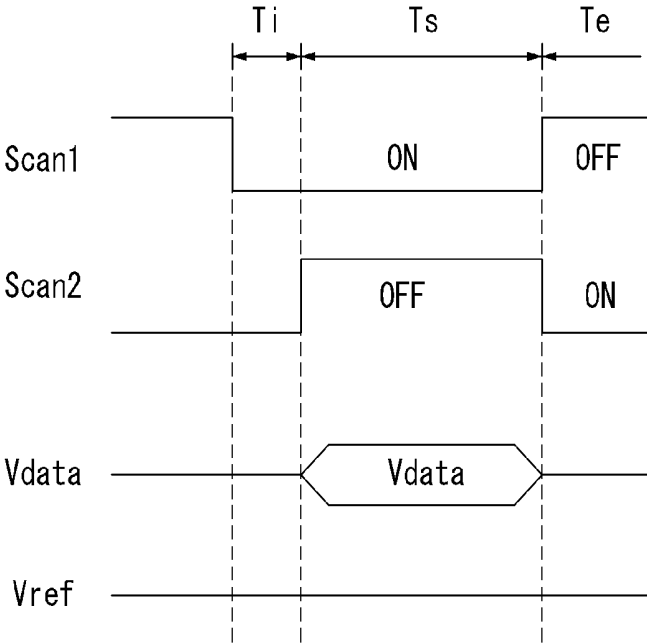 Ti Ts Te
Scan1 ON OFF
Scan2 OFF ON
Vdata Vdata
Vref